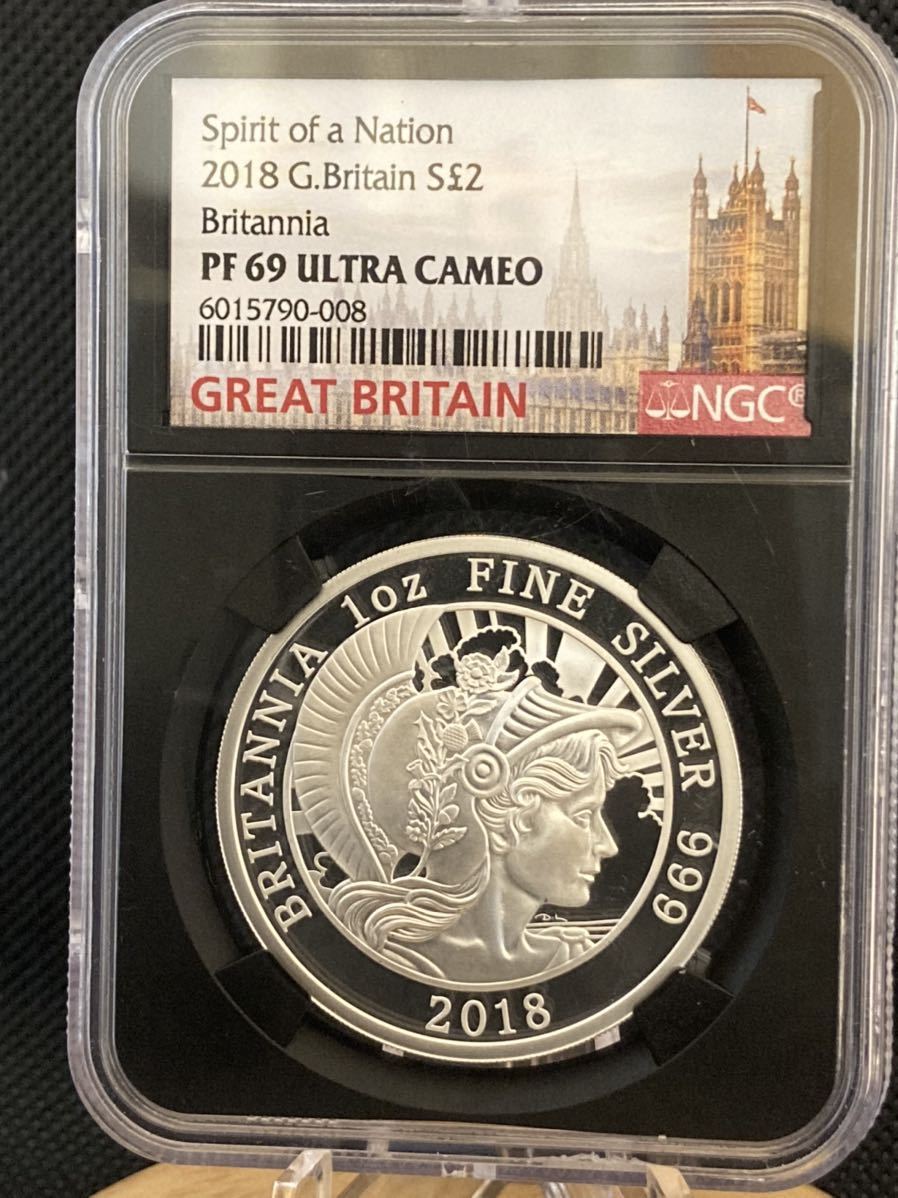 Spirit of a Nation
2018 G.Britain S£2
Britannia
PF 69 ULTRA CAMEO
6015790-008
GREAT BRITAIN
NGC®
BRITANNIA 1oz FINE SILVER 999
2018